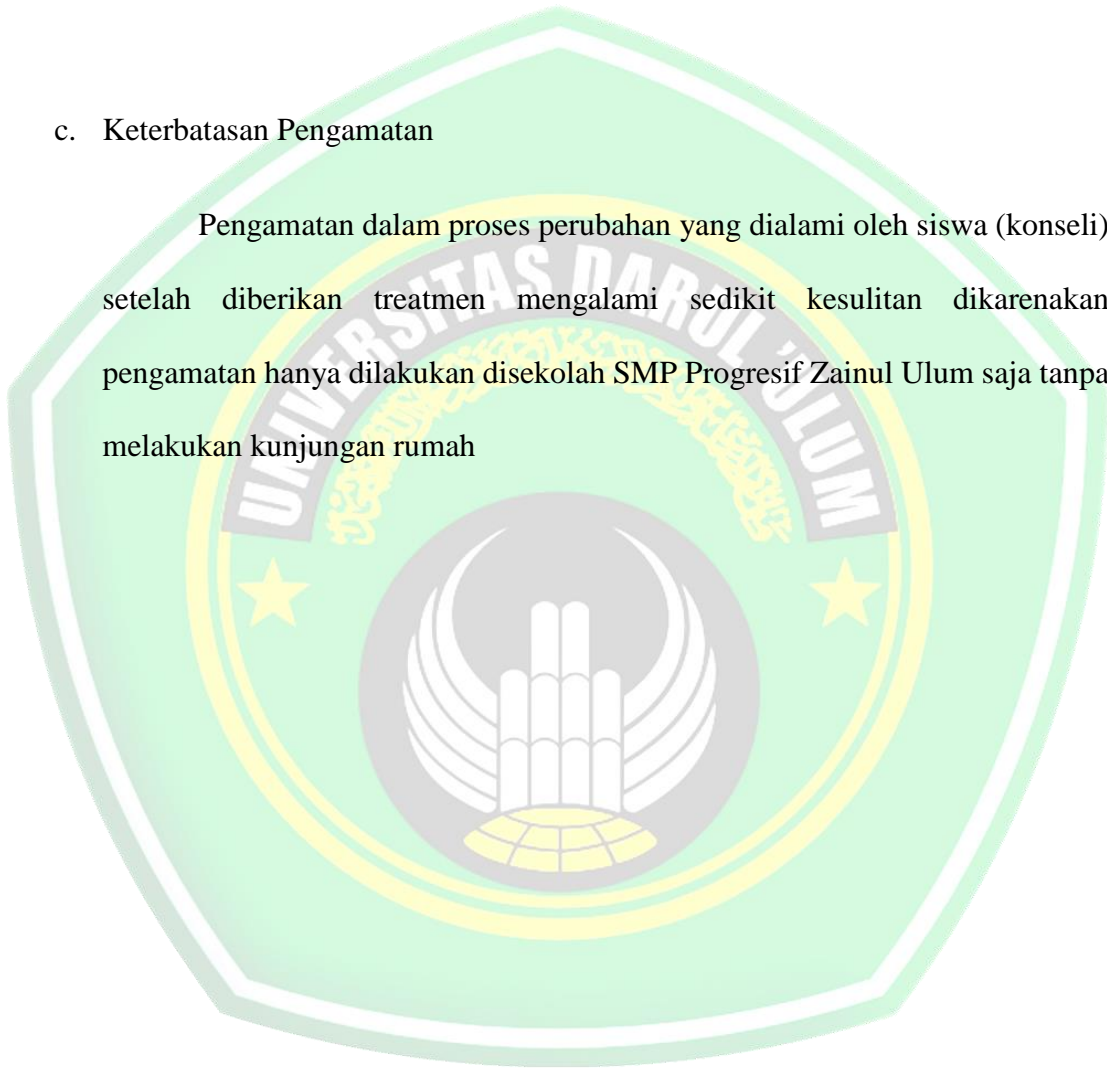 c. Keterbatasan Pengamatan
Pengamatan dalam proses perubahan yang dialami oleh siswa (konseli)
setelah diberikan treatmen mengalami sedikit kesulitan dikarenakan
pengamatan hanya dilakukan disekolah SMP Progresif Zainul Ulum saja tanpa
melakukan kunjungan rumah
UNIVERSITAS DARUL 'ULUM